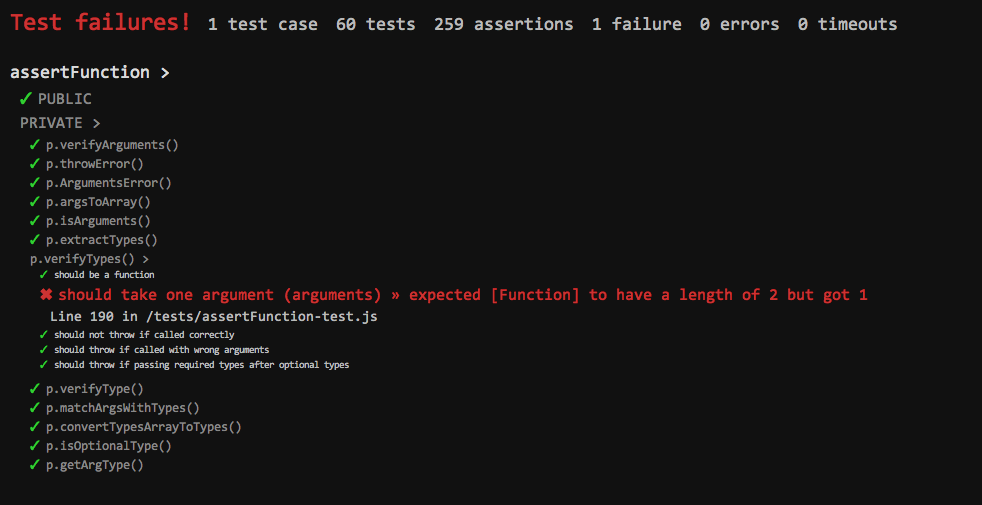 Test failures! 1 test case 60 tests 259 assertions 1 failure 0 errors 0 timeouts
assertFunction >
✓ PUBLIC
PRIVATE >
✓ p.verifyArguments()
✓ p.throwError()
✓ p.ArgumentsError()
✓ p.argsToArray()
✓ p.isArguments()
✓ p.extractTypes()
p.verifyTypes() >
✓ should be a function
✖ should take one argument (arguments) » expected [Function] to have a length of 2 but got 1
Line 190 in /tests/assertFunction-test.js
✓ should not throw if called correctly
✓ should throw if called with wrong arguments
✓ should throw if passing required types after optional types
✓ p.verifyType()
✓ p.matchArgsWithTypes()
✓ p.convertTypesArrayToTypes()
✓ p.isOptionalType()
✓ p.getArgType()